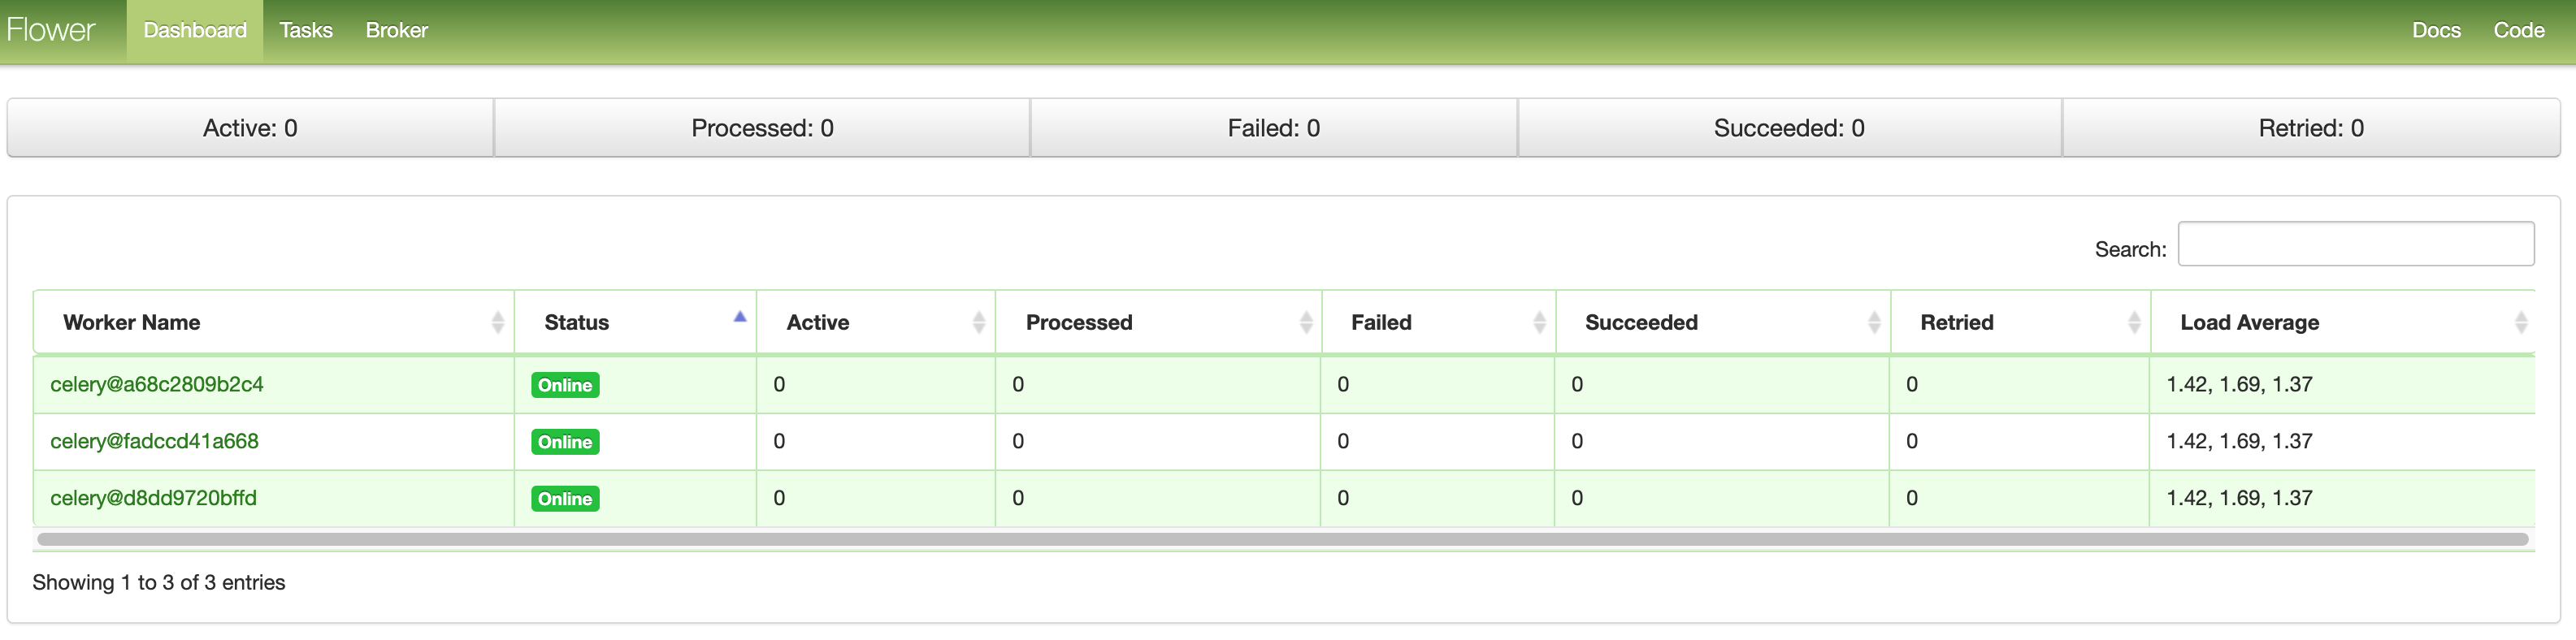 Flower Dashboard Tasks Broker Docs Code
Active: 0 Processed: 0 Failed: 0 Succeeded: 0 Retried: 0
Search:
Worker Name Status Active Processed Failed Succeeded Retried Load Average
celery@a68c2809b2c4 Online 0 0 0 0 0 1.42, 1.69, 1.37
celery@fadccd41a668 Online 0 0 0 0 0 1.42, 1.69, 1.37
celery@d8dd9720bffd Online 0 0 0 0 0 1.42, 1.69, 1.37
Showing 1 to 3 of 3 entries